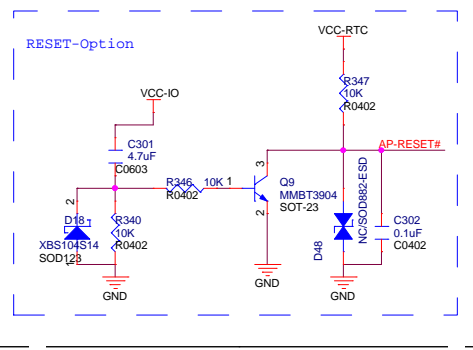 RESET-Option
VCC-RTC
VCC-IO
R347
10K
R0402
C301
4.7uF
C0603
AP-RESET#
R346 10K 1
R0402
3
Q9
MMBT3904
SOT-23
2
NC/SOD882-ESD
D48
C302
0.1uF
C0402
2
D18
XBS104S14
SOD123
1
R340
10K
R0402
GND
GND
GND